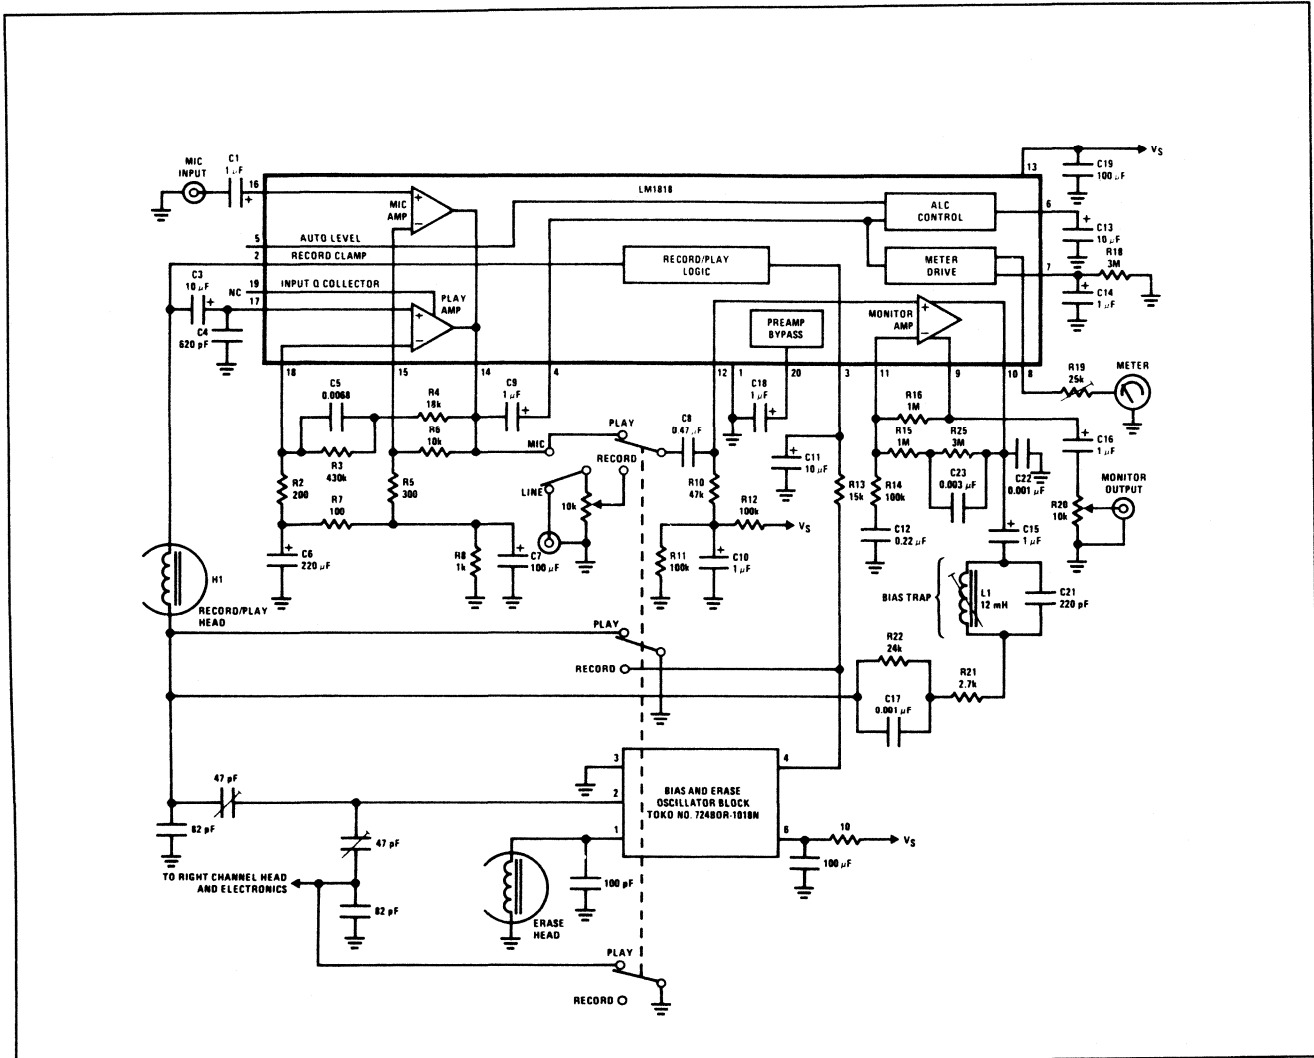 MIC
INPUT
C1
1 µF
+
16
LM1818
13
VS
C19
100 µF
+
MIC
AMP
−
ALC
CONTROL
6
+
C13
10 µF
5
AUTO LEVEL
2
RECORD CLAMP
RECORD/PLAY
LOGIC
METER
DRIVE
7
R18
3M
+
C14
1 µF
C3
10 µF
+
NC
19
INPUT Q COLLECTOR
17
PLAY
AMP
+
−
C4
620 pF
PREAMP
BYPASS
MONITOR
AMP
+
−
18
15
14
4
12
1
20
3
11
9
10
8
C5
0.0068
R4
18k
C9
1 µF
+
R6
10k
R3
430k
R2
200
R7
100
R5
300
+
C6
220 µF
R8
1k
+
C7
100 µF
MIC
PLAY
RECORD
LINE
10k
C8
0.47 µF
R10
47k
C18
1 µF
+
+
C11
10 µF
R12
100k
VS
R11
100k
+
C10
1 µF
R13
15k
R19
25k
METER
R16
1M
R15
1M
R25
3M
R14
100k
C23
0.003 µF
C22
0.001 µF
+
C16
1 µF
MONITOR
OUTPUT
R20
10k
C12
0.22 µF
+
C15
1 µF
BIAS TRAP
L1
12 mH
C21
220 pF
H1
RECORD/PLAY
HEAD
PLAY
RECORD
R22
24k
R21
2.7k
C17
0.001 µF
3
4
2
1
6
BIAS AND ERASE
OSCILLATOR BLOCK
TOKO NO. 7248OR-1018N
47 pF
82 pF
47 pF
TO RIGHT CHANNEL HEAD
AND ELECTRONICS
82 pF
100 pF
ERASE
HEAD
10
VS
100 µF
PLAY
RECORD